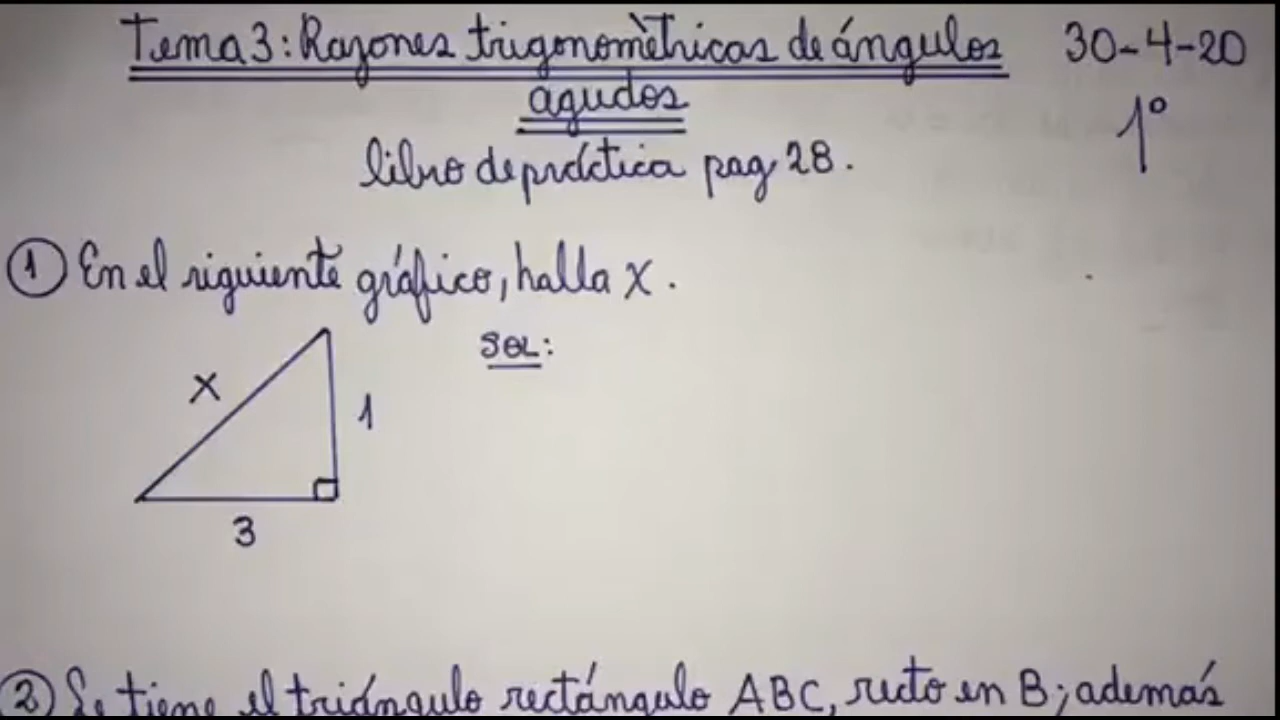 Tema 3: Razones trigonomètricas de ángulos 30-4-20
agudos 1°
libro de práctica pag 28.
① En el siguiente gráfico, halla X.
SOL:
X
1
3
② Se tiene el triángulo rectángulo ABC, recto en B; además